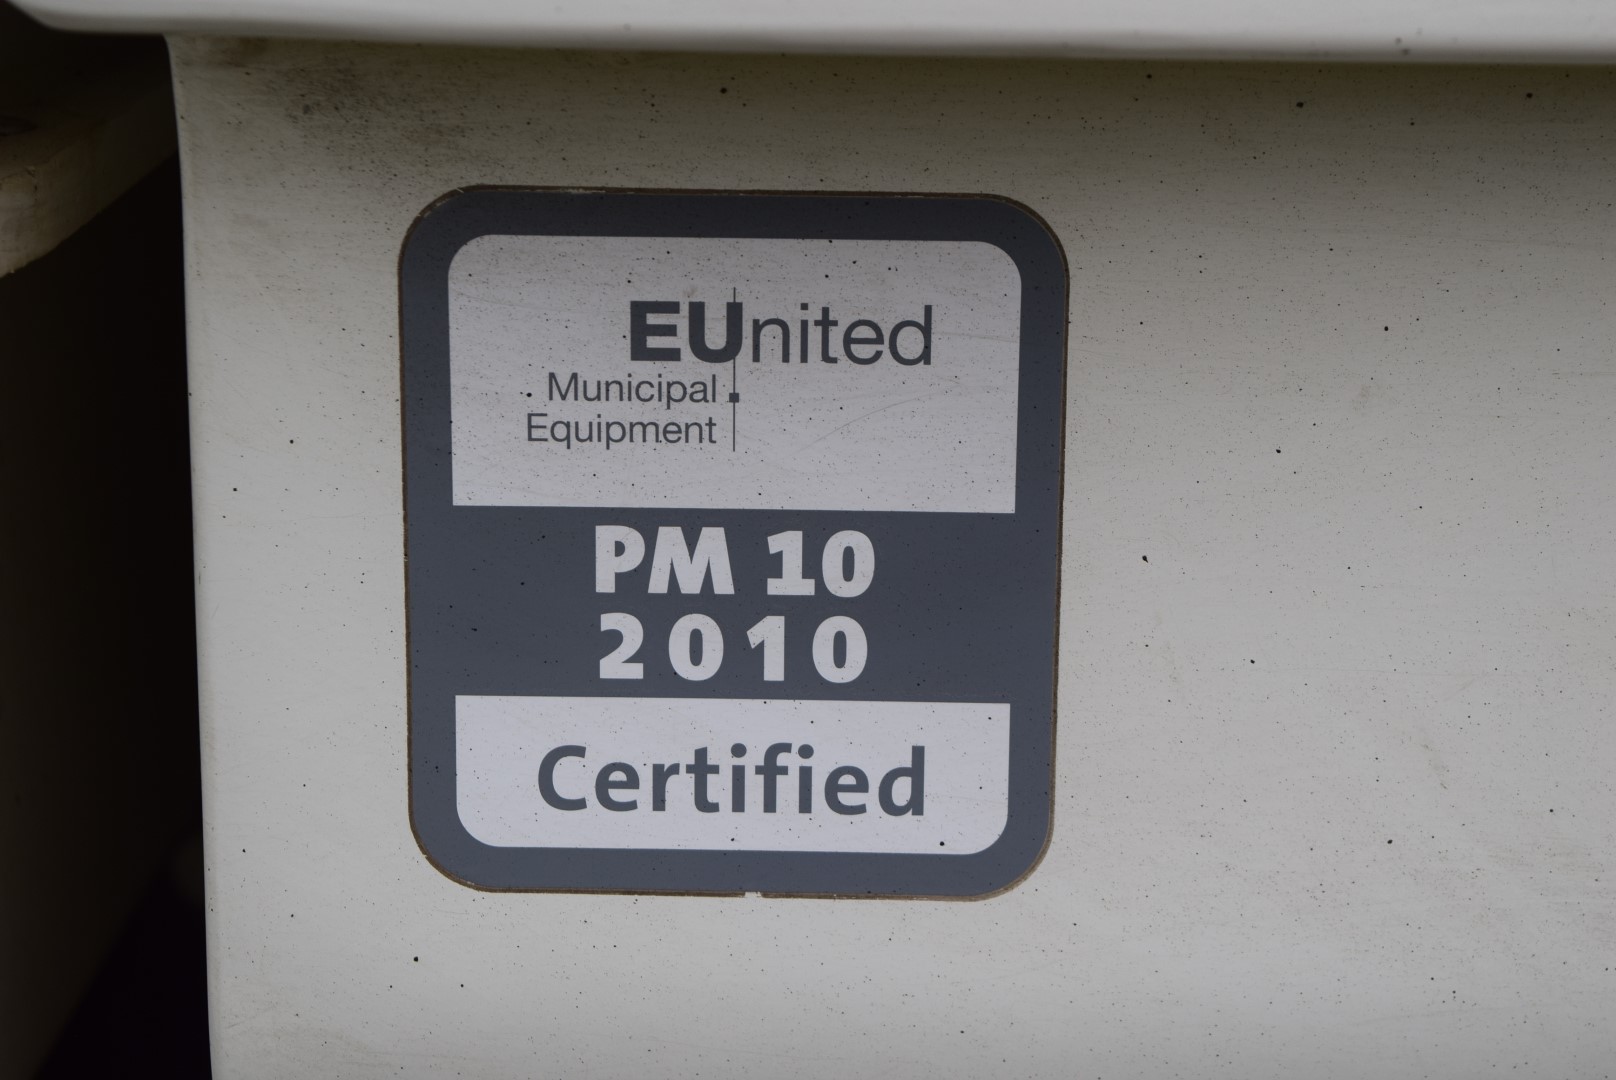 EUnited
Municipal
Equipment
PM 10
2010
Certified